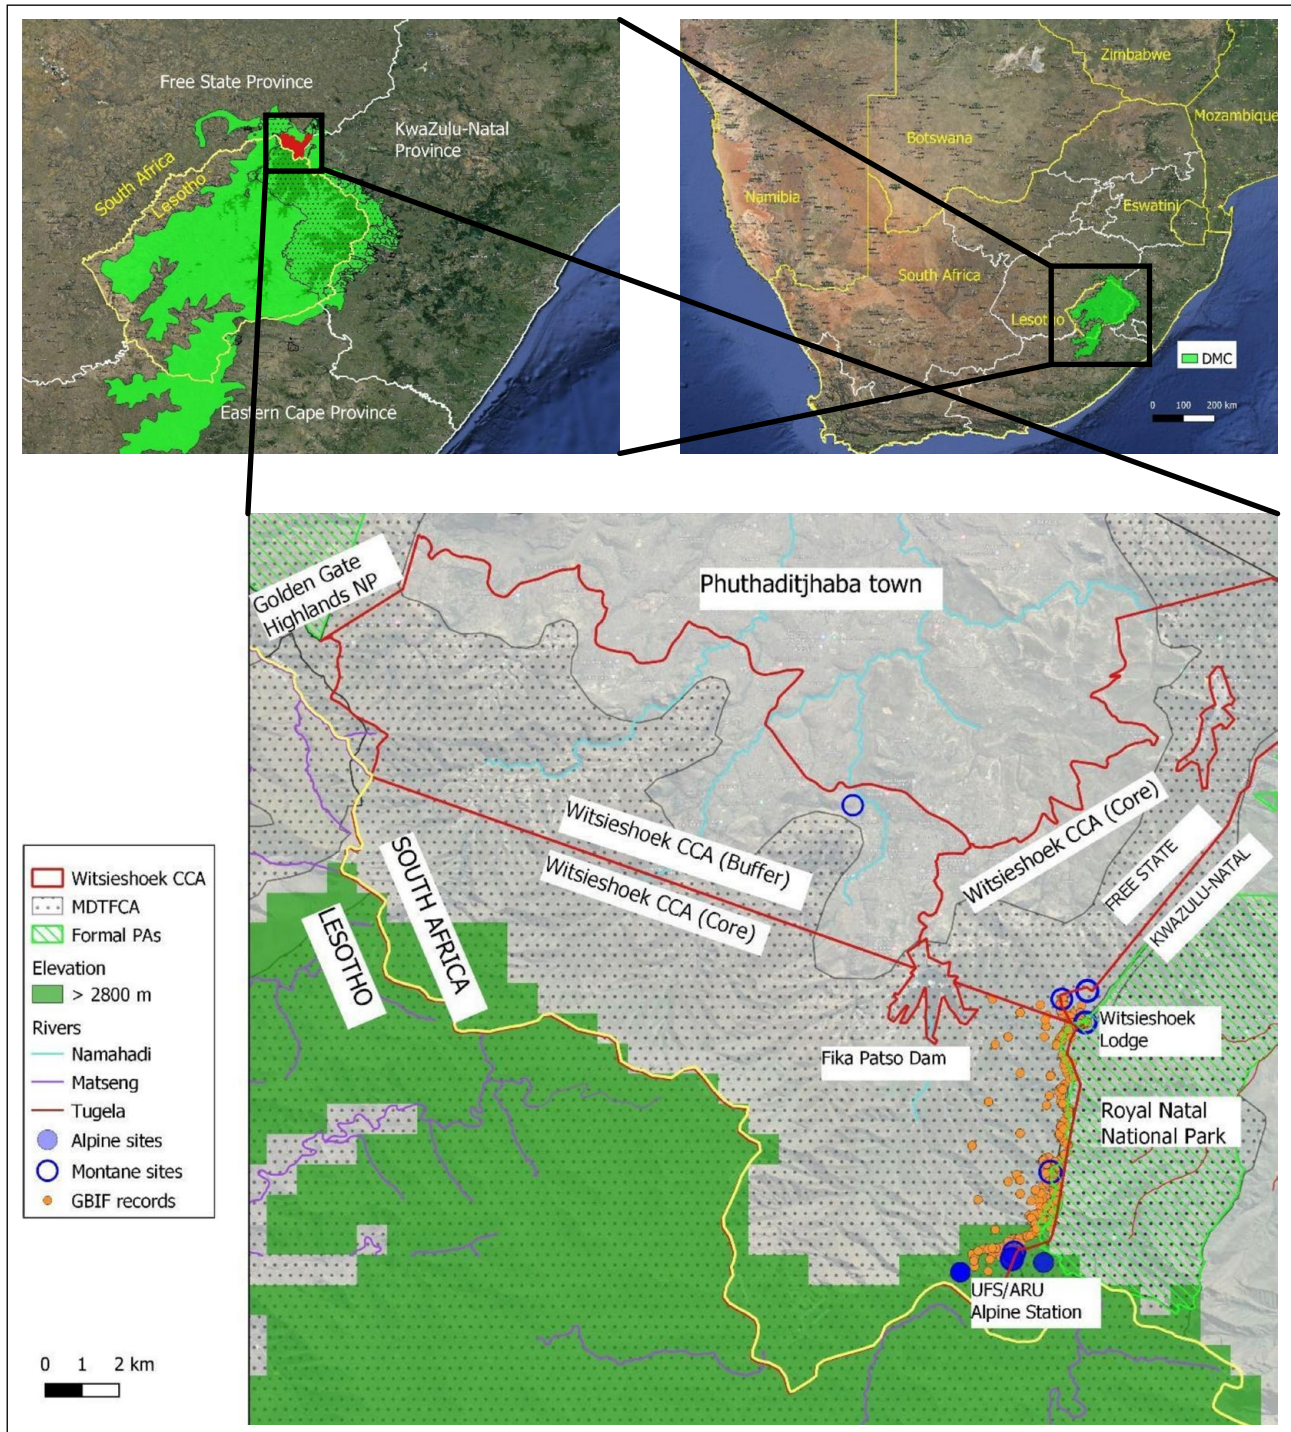 Free State Province
KwaZulu-Natal
Province
South Africa
Lesotho
Eastern Cape Province
Zimbabwe
Mozambique
Botswana
Namibia
Eswatini
South Africa
Lesotho
DMC
0 100 200 km
Golden Gate
Highlands NP
Phuthaditjhaba town
Witsieshoek CCA (Buffer)
Witsieshoek CCA (Core)
Witsieshoek CCA (Core)
FREE STATE
KWAZULU-NATAL
SOUTH AFRICA
LESOTHO
Fika Patso Dam
Witsieshoek
Lodge
Royal Natal
National Park
UFS/ARU
Alpine Station
Witsieshoek CCA
MDTFCA
Formal PAs
Elevation
> 2800 m
Rivers
Namahadi
Matseng
Tugela
Alpine sites
Montane sites
GBIF records
0 1 2 km